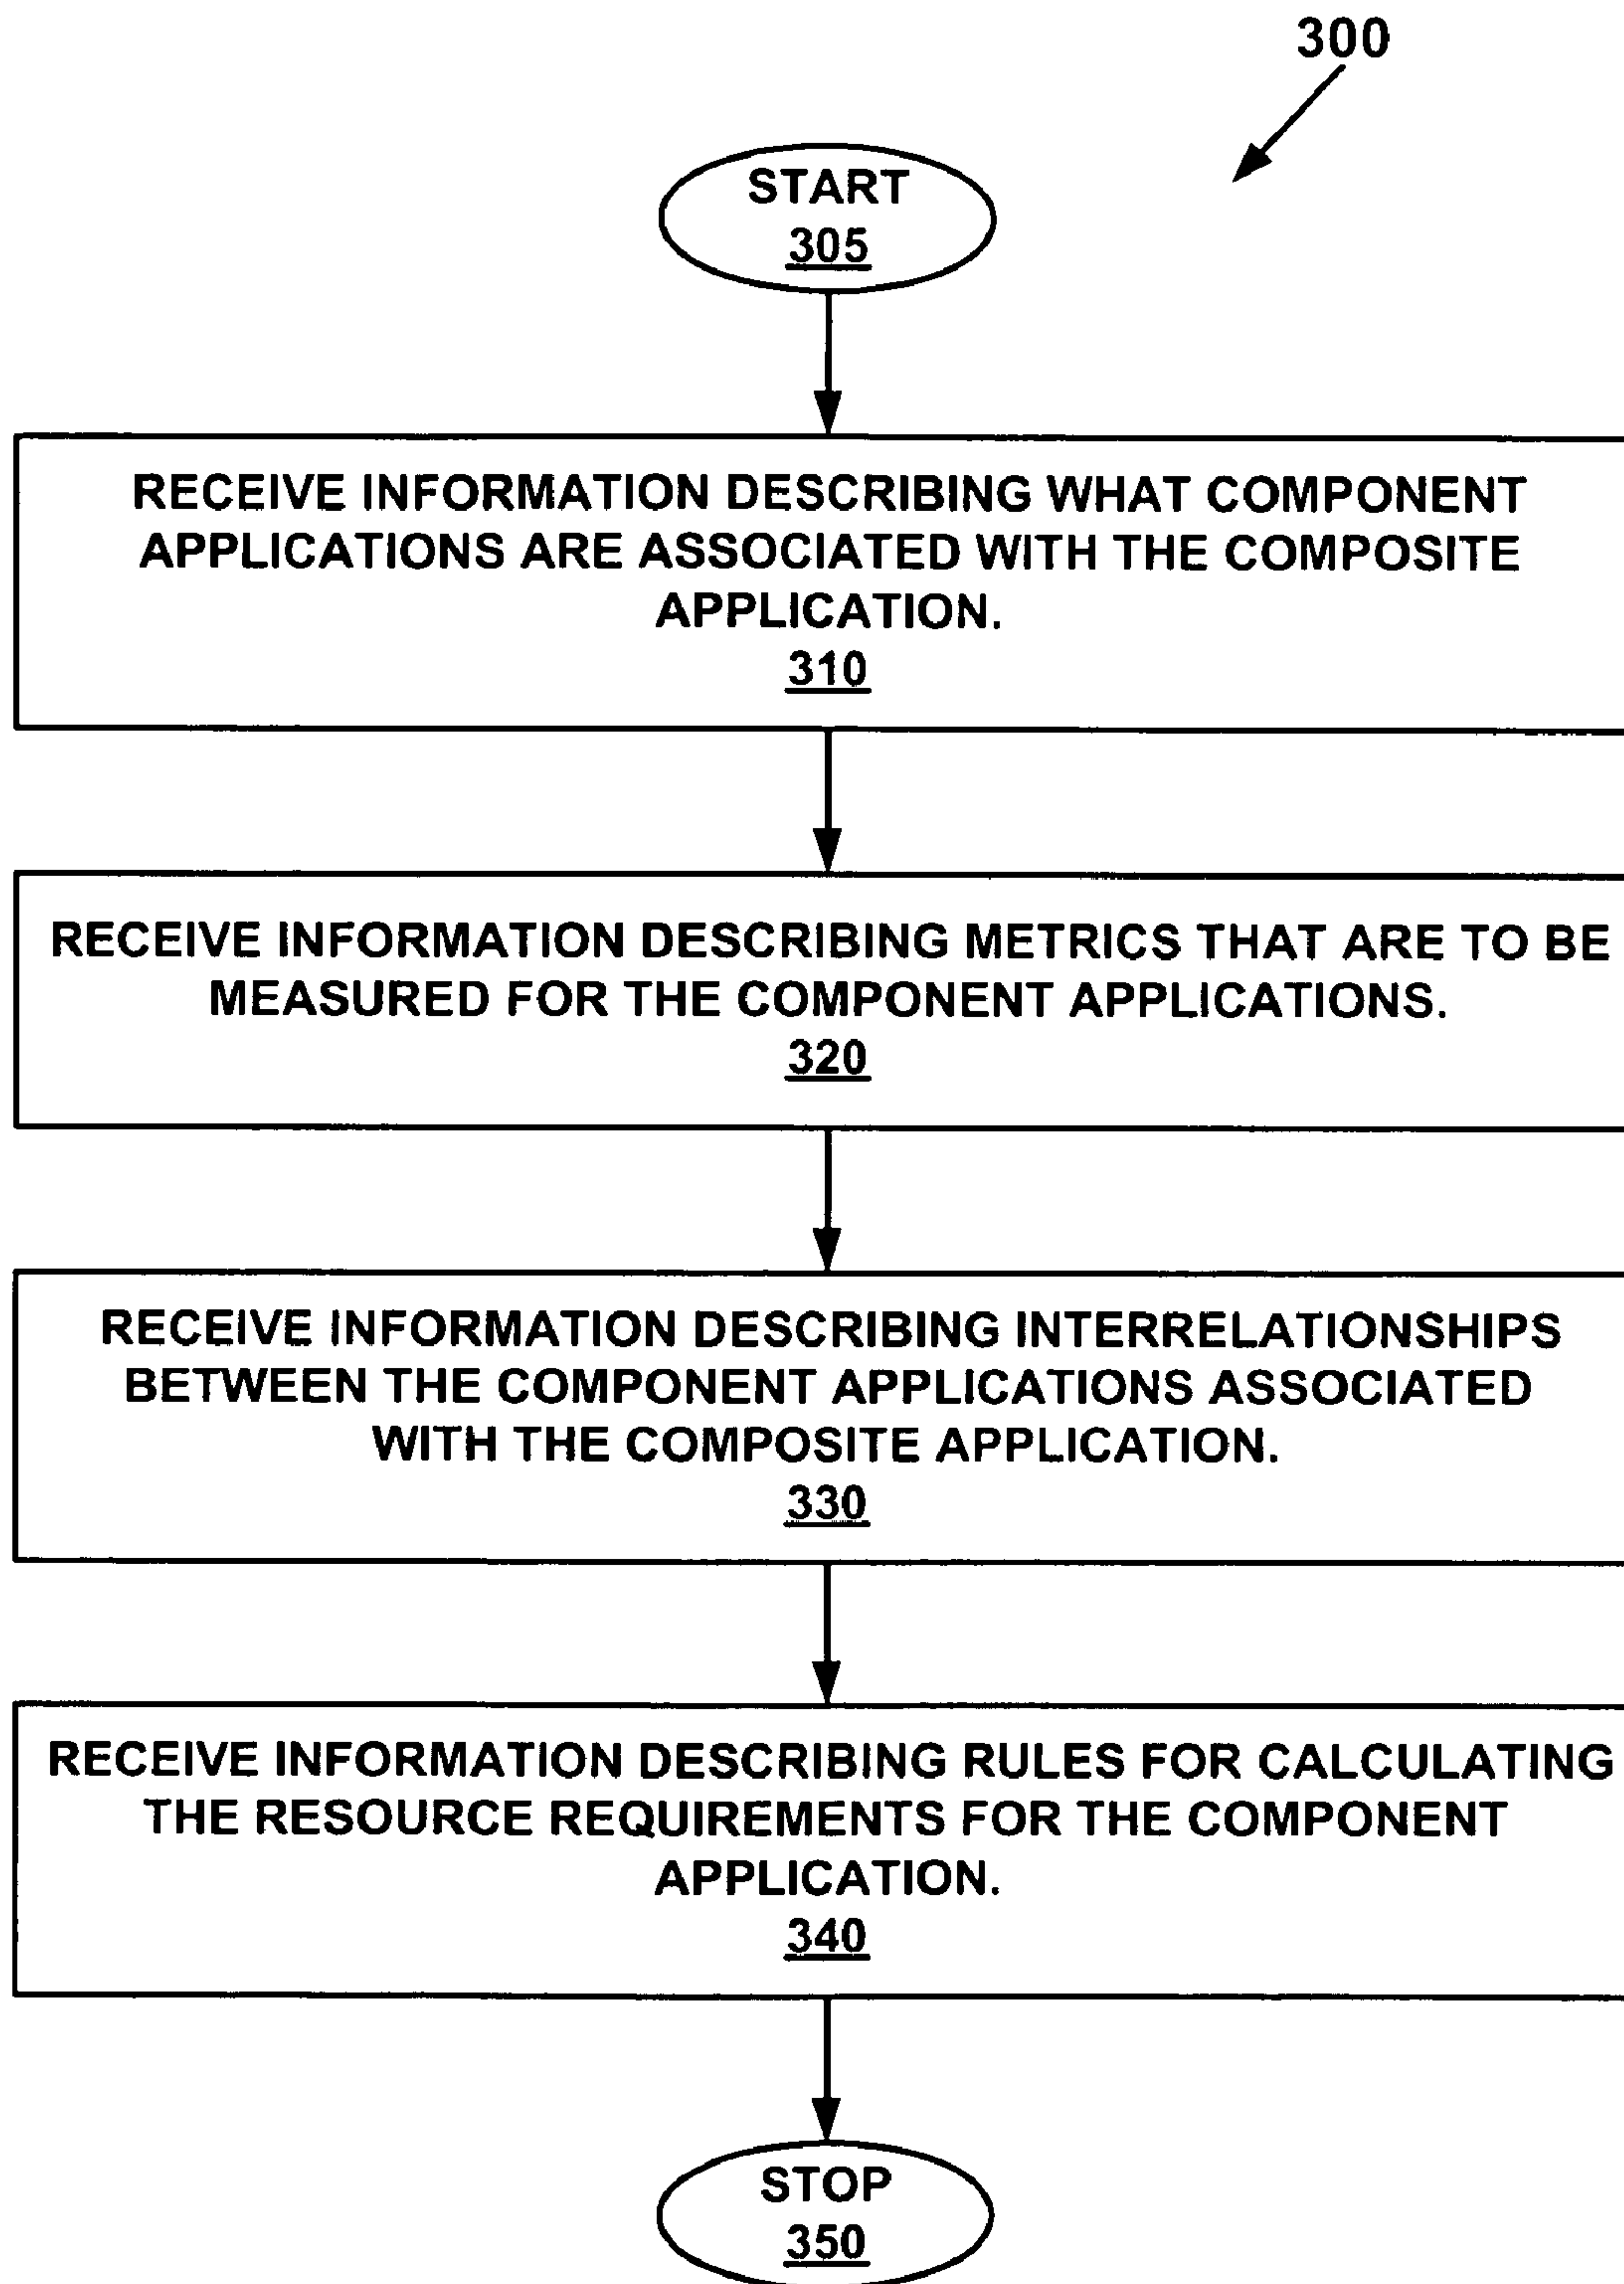 300
START
305
RECEIVE INFORMATION DESCRIBING WHAT COMPONENT
APPLICATIONS ARE ASSOCIATED WITH THE COMPOSITE
APPLICATION.
310
RECEIVE INFORMATION DESCRIBING METRICS THAT ARE TO BE
MEASURED FOR THE COMPONENT APPLICATIONS.
320
RECEIVE INFORMATION DESCRIBING INTERRELATIONSHIPS
BETWEEN THE COMPONENT APPLICATIONS ASSOCIATED
WITH THE COMPOSITE APPLICATION.
330
RECEIVE INFORMATION DESCRIBING RULES FOR CALCULATING
THE RESOURCE REQUIREMENTS FOR THE COMPONENT
APPLICATION.
340
STOP
350